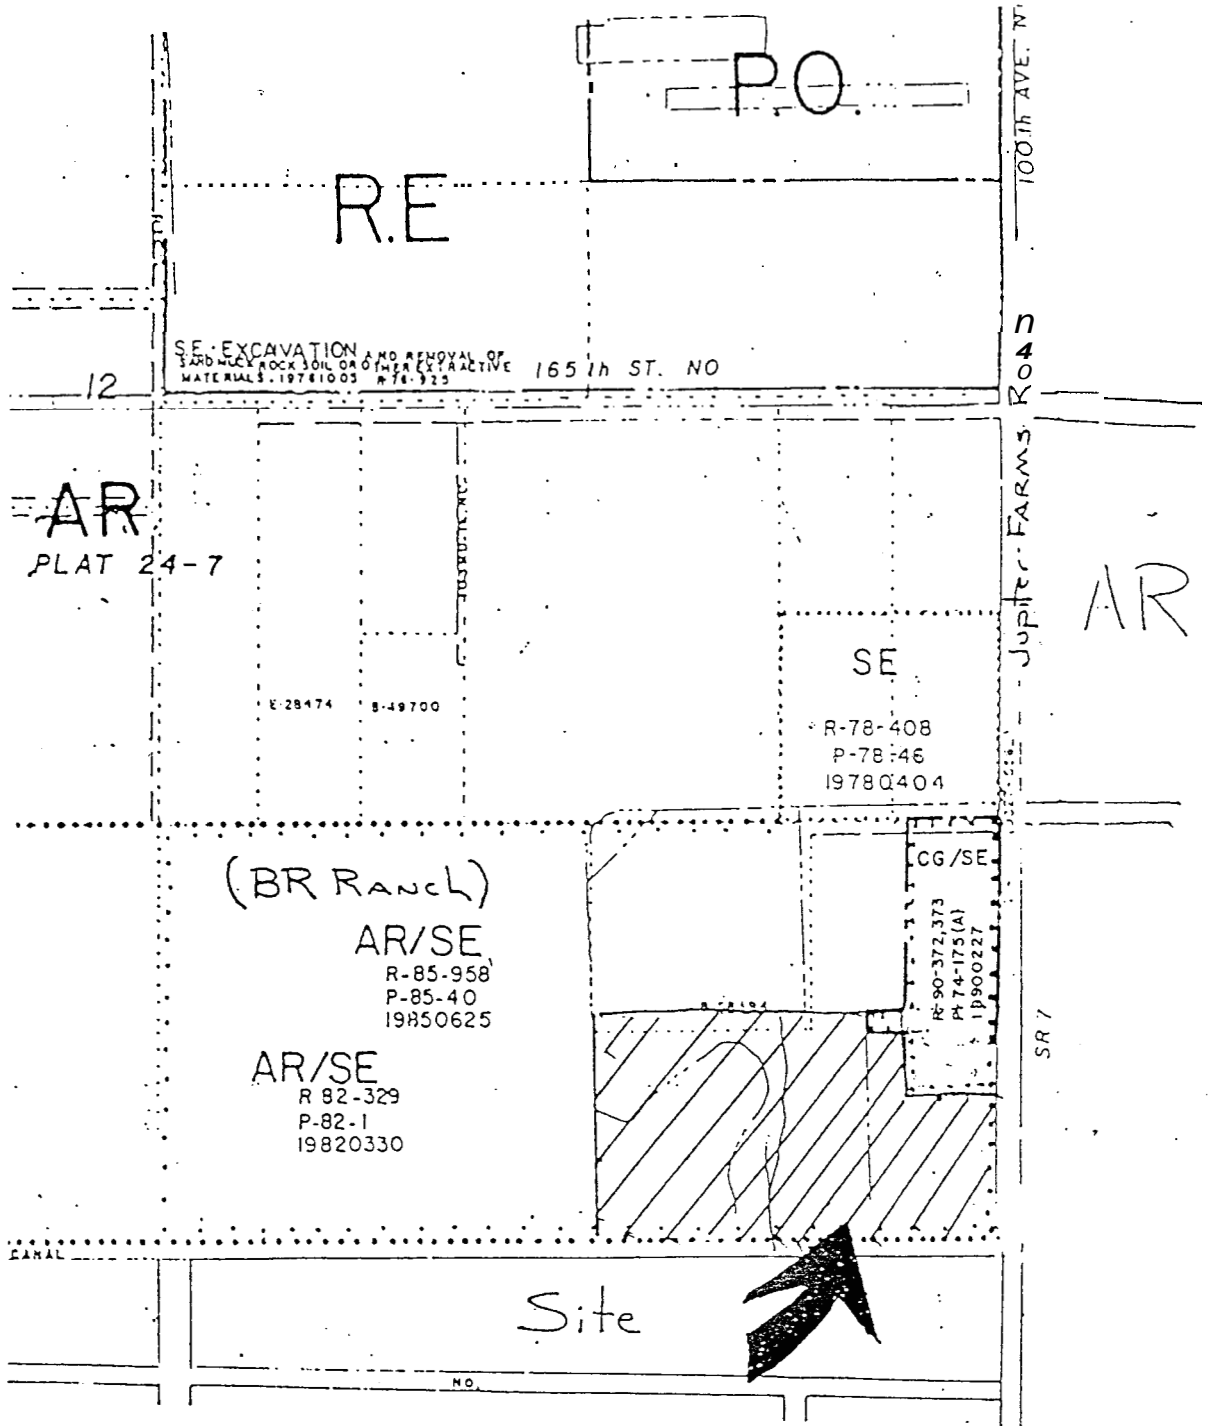 P.O.
100th AVE. N
R.E
S.E. EXCAVATION AND REMOVAL OF
SAND MUCK ROCK SOIL OR OTHER EXTRACTIVE
MATERIALS. 19761005 R-76-925
165th ST. NO
12
Jupiter FARMS Road
AR
PLAT 24-7
AR
SE
R-78-408
P-78-46
19780404
E-28474
B-49700
(BR RANCh)
CG/SE
R-90-372,373
P-74-175(A)
19900227
AR/SE
R-85-958
P-85-40
19850625
AR/SE
R 82-329
P-82-1
19820330
SR7
CANAL
Site
NO.